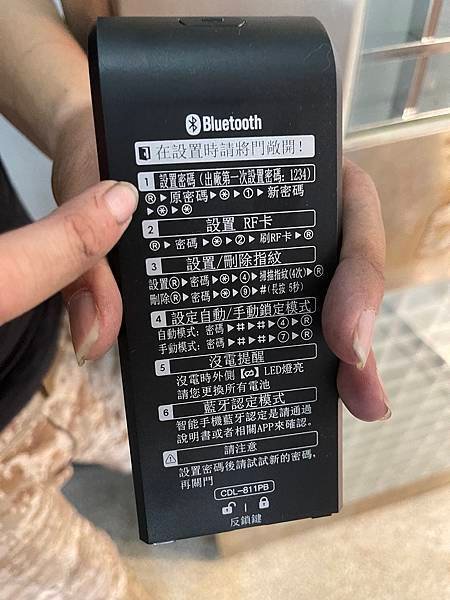 Bluetooth
在設置時請將門敞開!
1 設置密碼(出廠第一次設置密碼: 1234)
Ⓡ▶原密碼▶⊛▶①▶新密碼
▶⊛▶⊛
2 設置 RF卡
Ⓡ▶密碼▶⊛▶②▶刷RF卡▶Ⓡ
3 設置/刪除指紋
設置Ⓡ▶密碼▶⊛▶④▶掃描指紋(4次)▶Ⓡ
刪除Ⓡ▶密碼▶⊛▶⓪▶#(長按 5秒)
4 設定自動/手動鎖定模式
自動模式: 密碼▶#▶#▶④▶Ⓡ
手動模式: 密碼▶#▶#▶⑦▶Ⓡ
5 沒電提醒
沒電時外側【】LED燈亮
請您更換所有電池
6 藍牙認定模式
智能手機藍牙認定是請通過
說明書或者相關APP來確認。
請注意
設置密碼後請試試新的密碼,
再關門
CDL-811PB
反鎖鍵